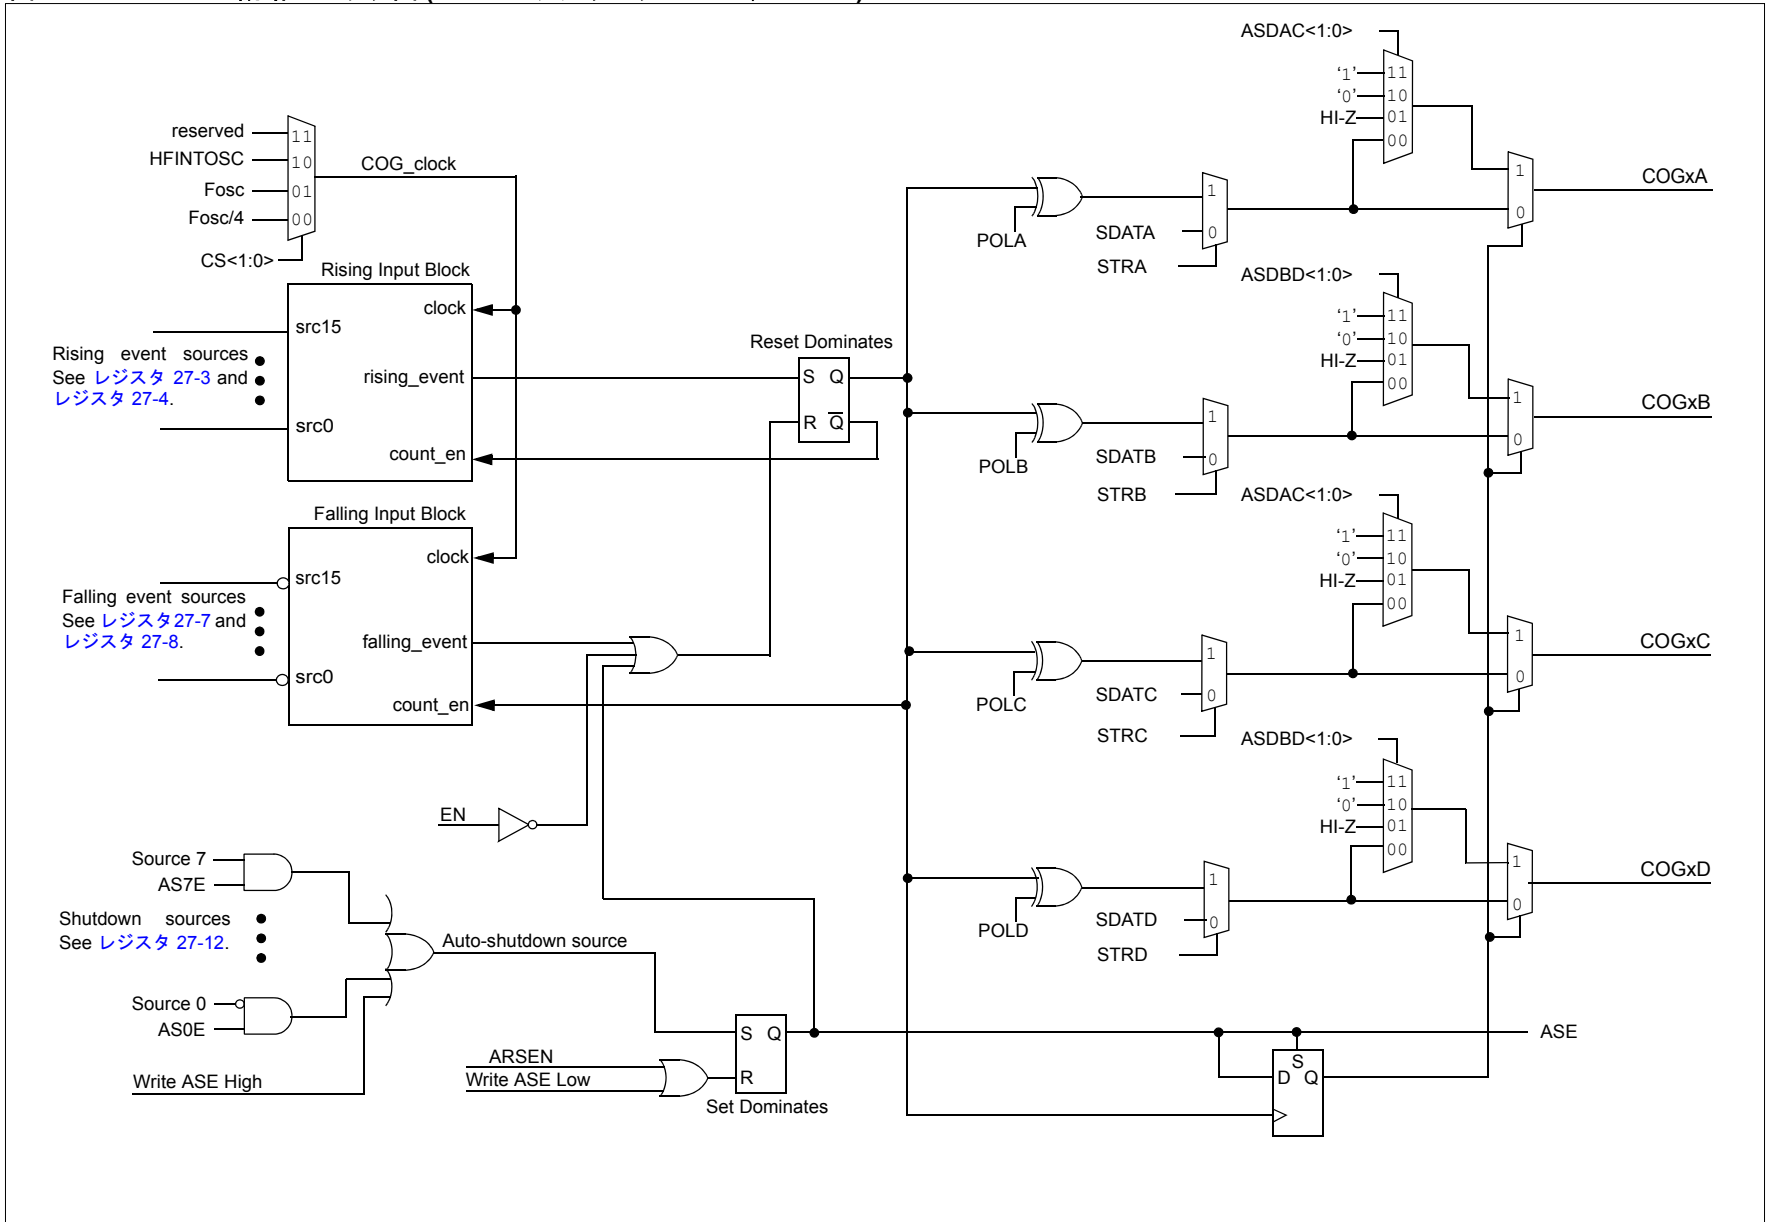 ASDAC<1:0>
'1' 11
'0' 10
HI-Z 01
00
1
0
COGxA
reserved 11
HFINTOSC 10
Fosc 01
Fosc/4 00
COG_clock
CS<1:0>
POLA
SDATA
STRA
1
0
Rising Input Block
clock
src15
rising_event
src0
count_en
Rising event sources
See レジスタ 27-3 and
レジスタ 27-4.
Reset Dominates
S Q
R Q
ASDBD<1:0>
'1' 11
'0' 10
HI-Z 01
00
1
0
COGxB
POLB
SDATB
STRB
1
0
Falling Input Block
clock
src15
falling_event
src0
count_en
Falling event sources
See レジスタ27-7 and
レジスタ 27-8.
ASDAC<1:0>
'1' 11
'0' 10
HI-Z 01
00
1
0
COGxC
POLC
SDATC
STRC
1
0
EN
ASDBD<1:0>
'1' 11
'0' 10
HI-Z 01
00
1
0
COGxD
POLD
SDATD
STRD
1
0
Source 7
AS7E
Shutdown sources
See レジスタ 27-12.
Source 0
AS0E
Write ASE High
Auto-shutdown source
ARSEN
Write ASE Low
S Q
R
Set Dominates
ASE
S
D Q